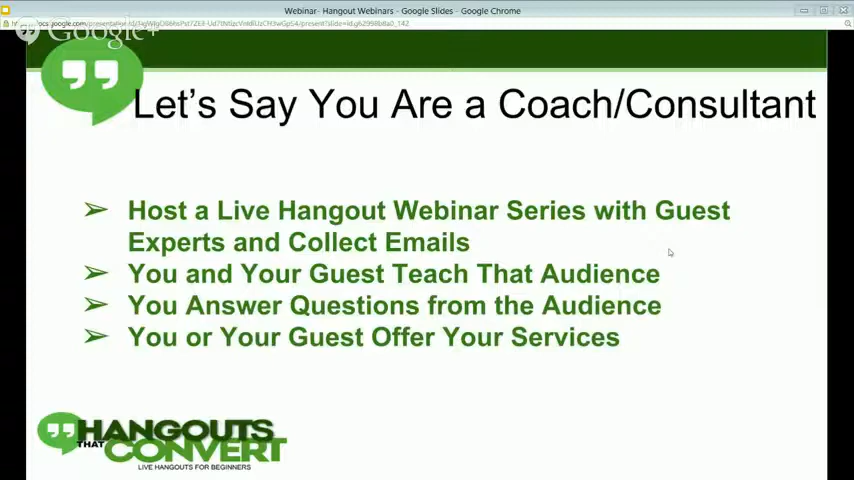 Webinar- Hangout Webinars - Google Slides - Google Chrome
Google+
Let's Say You Are a Coach/Consultant
➢ Host a Live Hangout Webinar Series with Guest
Experts and Collect Emails
➢ You and Your Guest Teach That Audience
➢ You Answer Questions from the Audience
➢ You or Your Guest Offer Your Services
HANGOUTS
THAT CONVERT
LIVE HANGOUTS FOR BEGINNERS